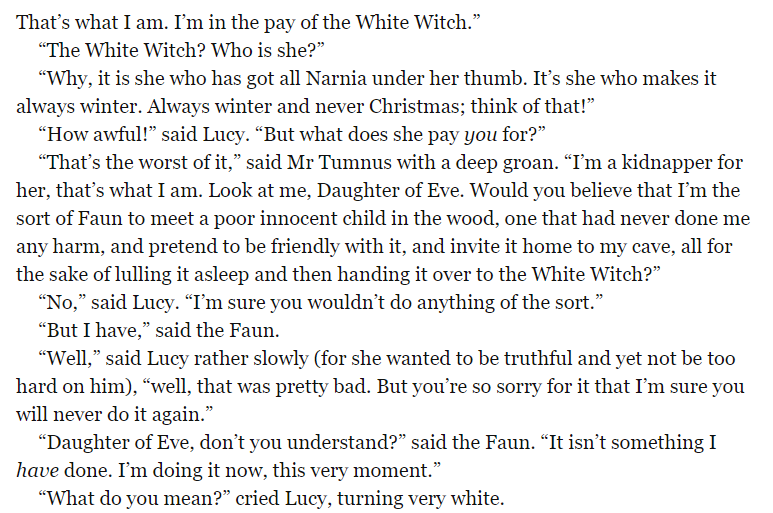 That’s what I am. I’m in the pay of the White Witch.”
“The White Witch? Who is she?”
“Why, it is she who has got all Narnia under her thumb. It’s she who makes it
always winter. Always winter and never Christmas; think of that!”
“How awful!” said Lucy. “But what does she pay you for?”
“That’s the worst of it,” said Mr Tumnus with a deep groan. “I’m a kidnapper for
her, that’s what I am. Look at me, Daughter of Eve. Would you believe that I’m the
sort of Faun to meet a poor innocent child in the wood, one that had never done me
any harm, and pretend to be friendly with it, and invite it home to my cave, all for
the sake of lulling it asleep and then handing it over to the White Witch?”
“No,” said Lucy. “I’m sure you wouldn’t do anything of the sort.”
“But I have,” said the Faun.
“Well,” said Lucy rather slowly (for she wanted to be truthful and yet not be too
hard on him), “well, that was pretty bad. But you’re so sorry for it that I’m sure you
will never do it again.”
“Daughter of Eve, don’t you understand?” said the Faun. “It isn’t something I
have done. I’m doing it now, this very moment.”
“What do you mean?” cried Lucy, turning very white.